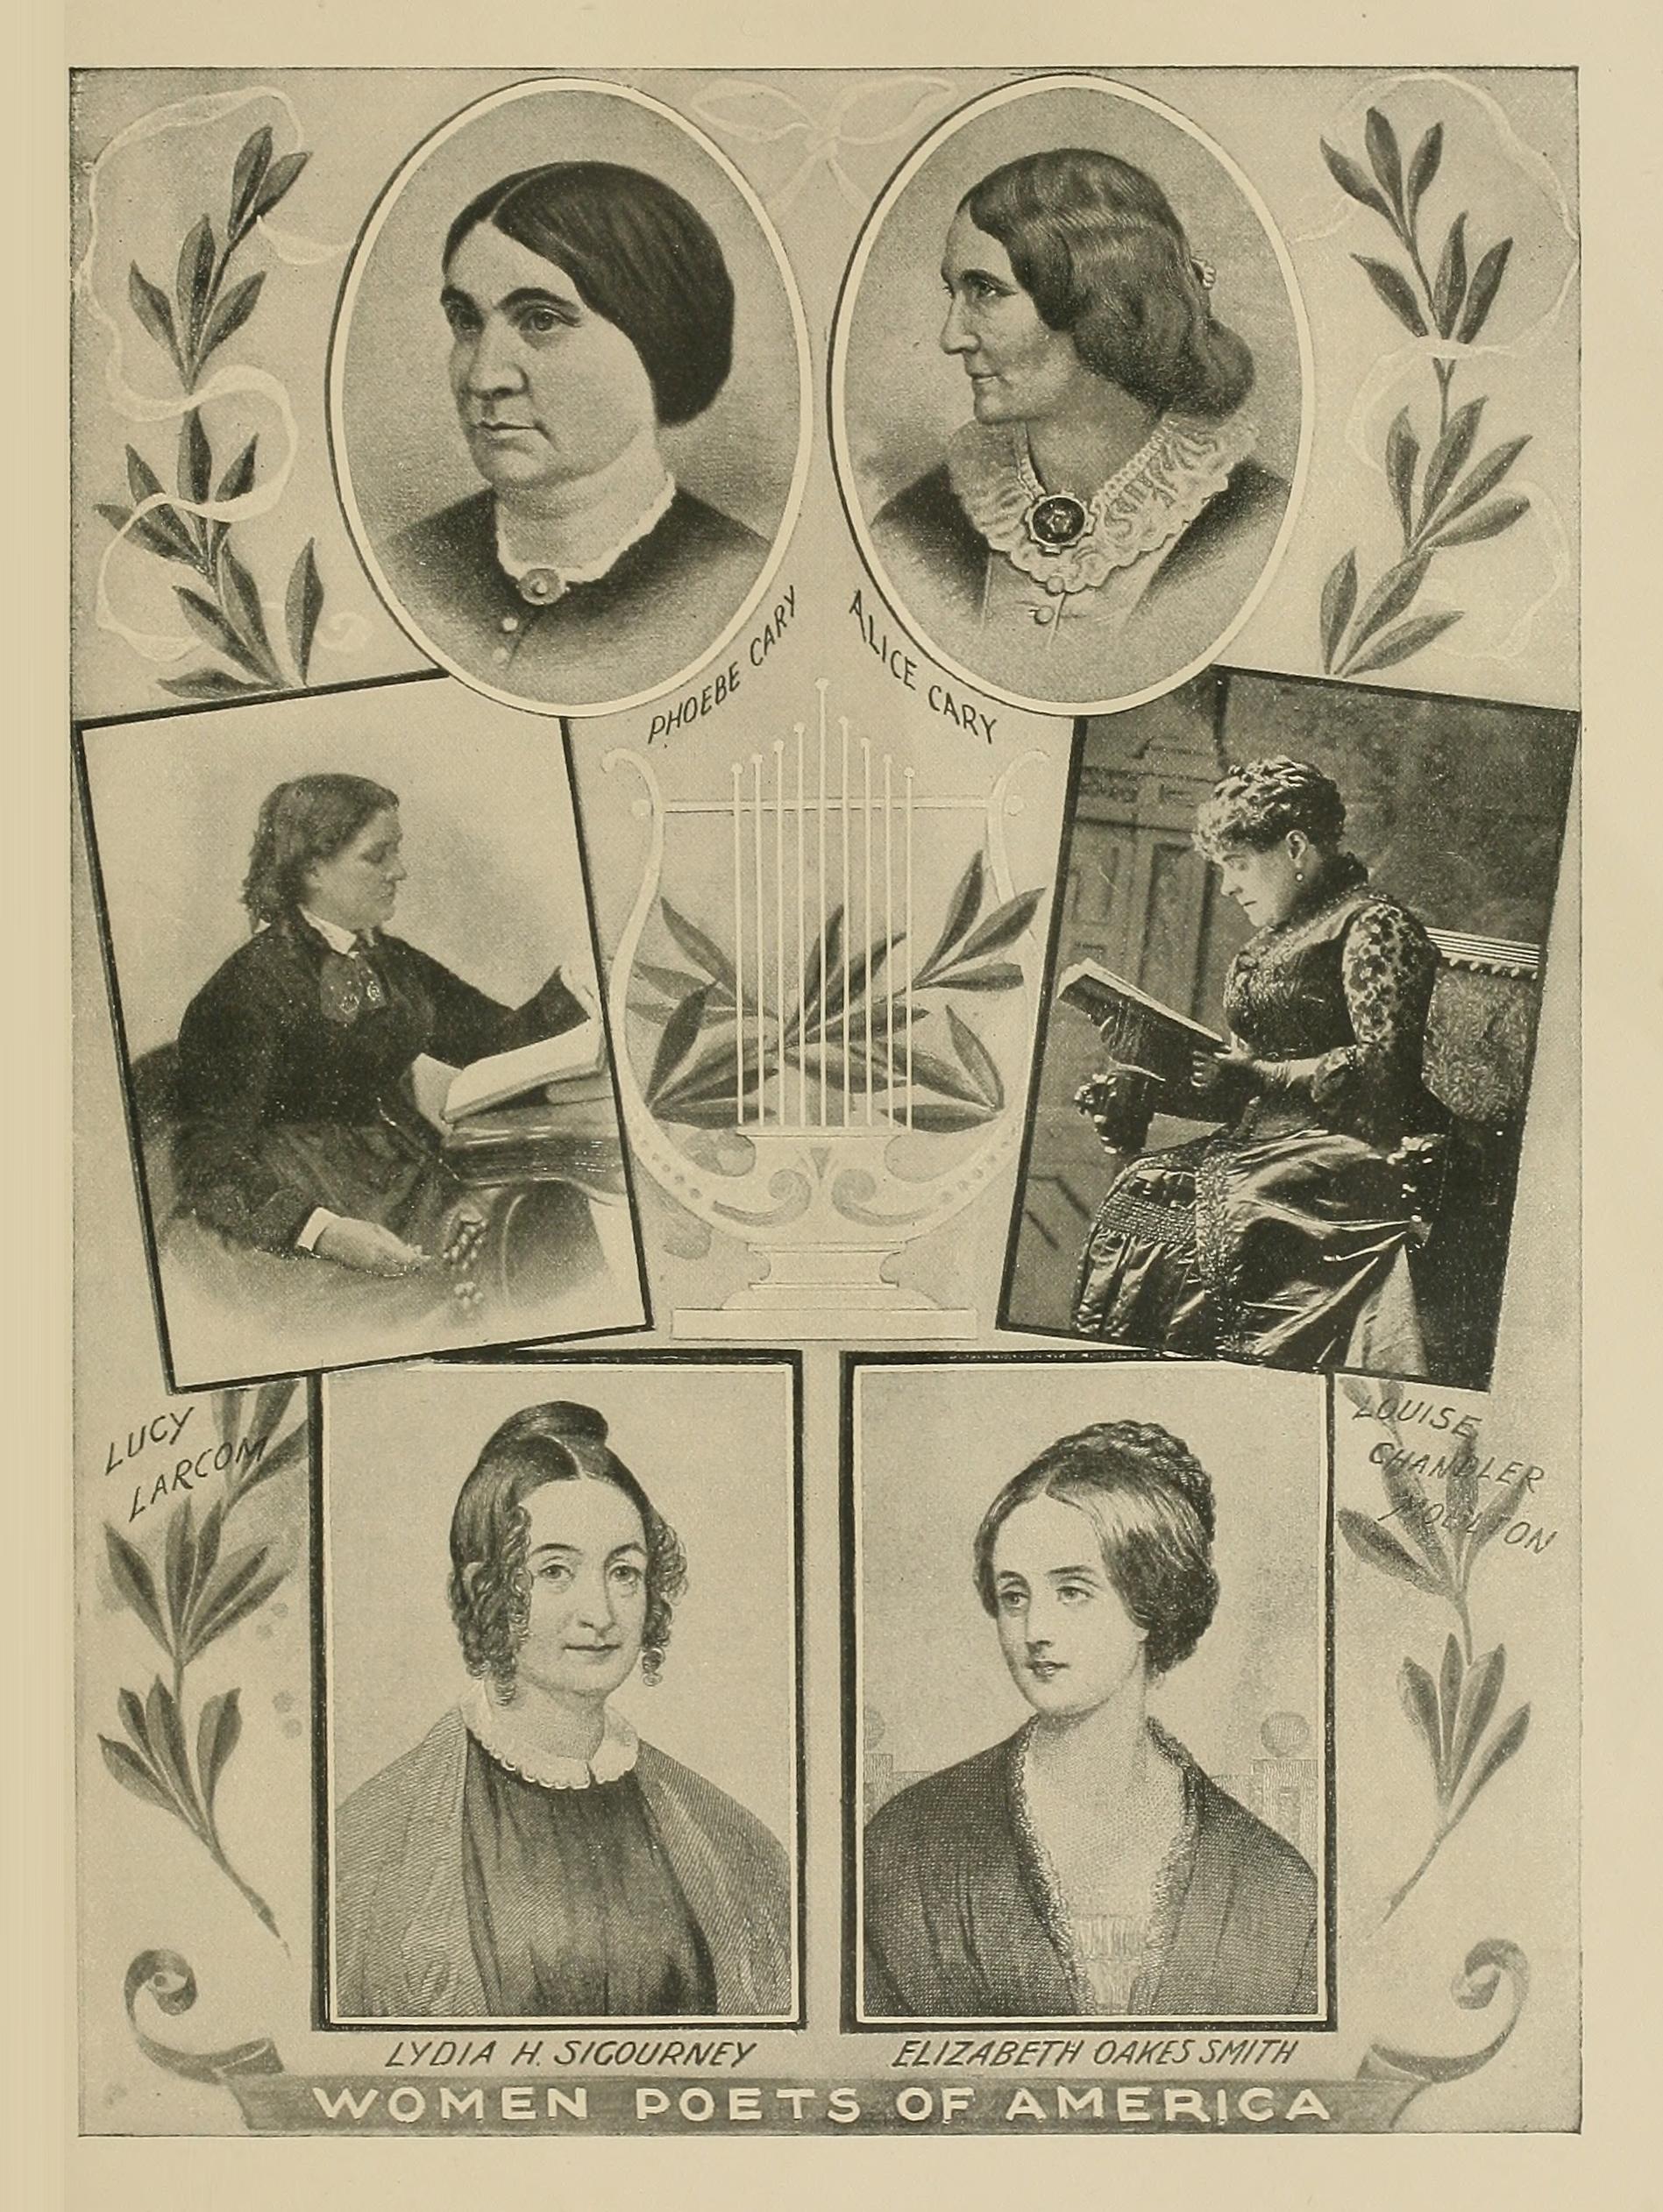 PHOEBE CARY
ALICE CARY
LUCY
LARCOM
LOUISE
CHANDLER
MOULTON
LYDIA H. SIGOURNEY
ELIZABETH OAKES SMITH
WOMEN POETS OF AMERICA